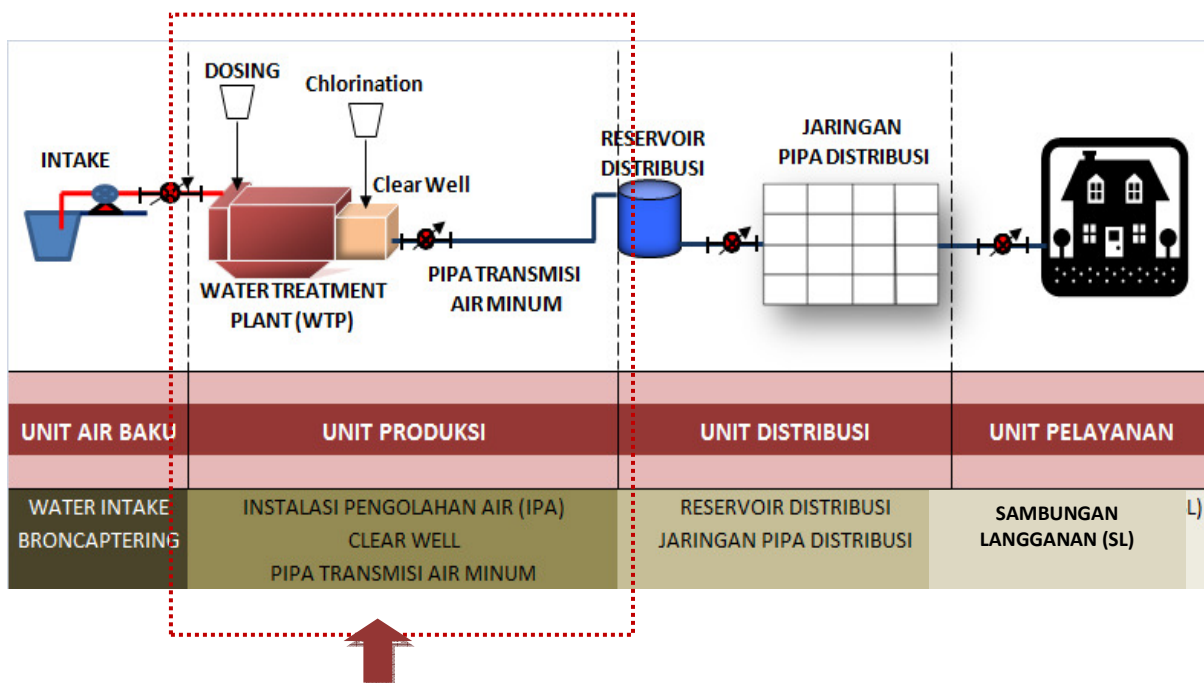 DOSING
Chlorination
INTAKE
Clear Well
WATER TREATMENT
PLANT (WTP)
PIPA TRANSMISI
AIR MINUM
RESERVOIR
DISTRIBUSI
JARINGAN
PIPA DISTRIBUSI
UNIT AIR BAKU
UNIT PRODUKSI
UNIT DISTRIBUSI
UNIT PELAYANAN
WATER INTAKE
BRONCAPTERING
INSTALASI PENGOLAHAN AIR (IPA)
CLEAR WELL
PIPA TRANSMISI AIR MINUM
RESERVOIR DISTRIBUSI
JARINGAN PIPA DISTRIBUSI
SAMBUNGAN
LANGGANAN (SL)
L)